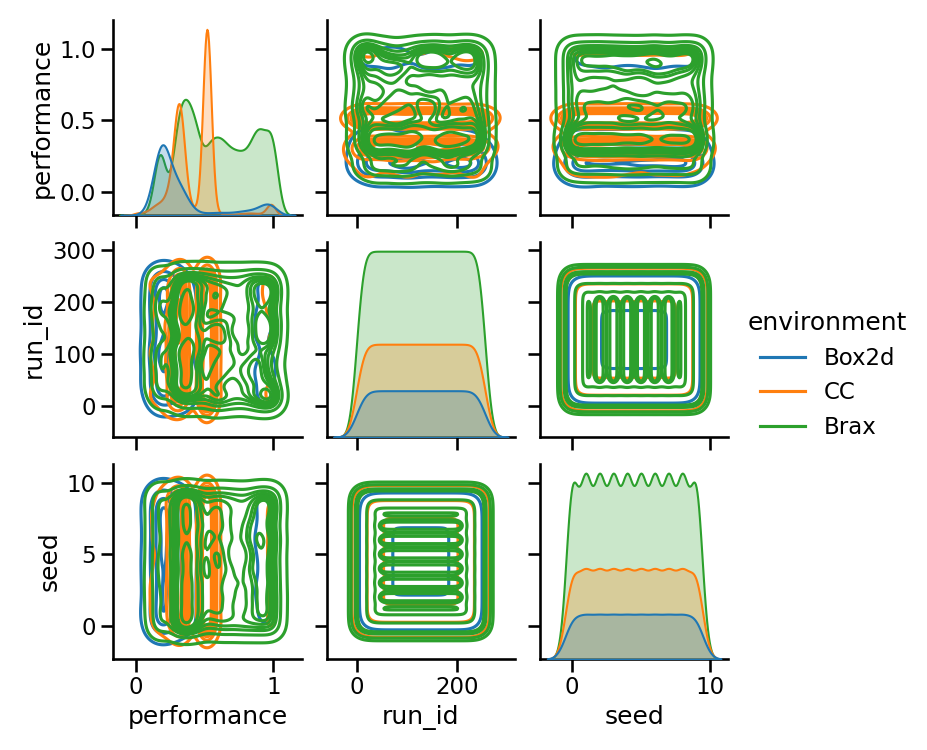 performance
1.0
0.5
0.0
run_id
300
200
100
0
environment
Box2d
CC
Brax
seed
10
5
0
0 1
0 200
0 10
performance
run_id
seed